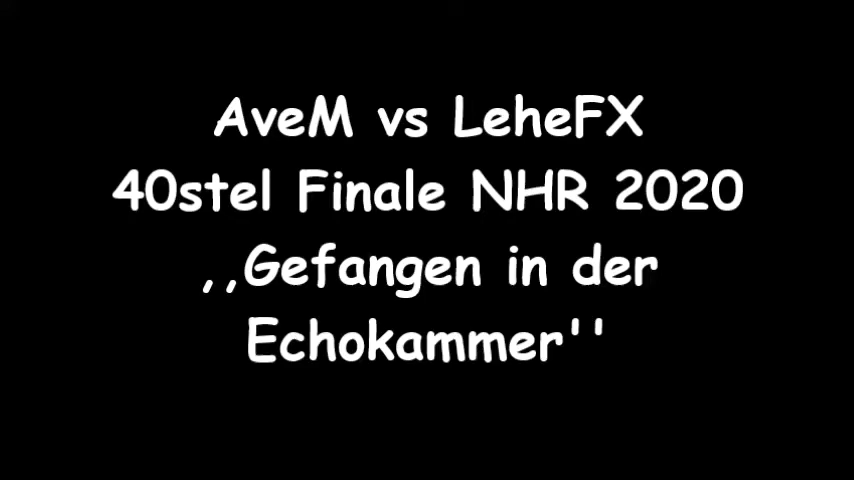 AveM vs LeheFX
40stel Finale NHR 2020
,,Gefangen in der
Echokammer''